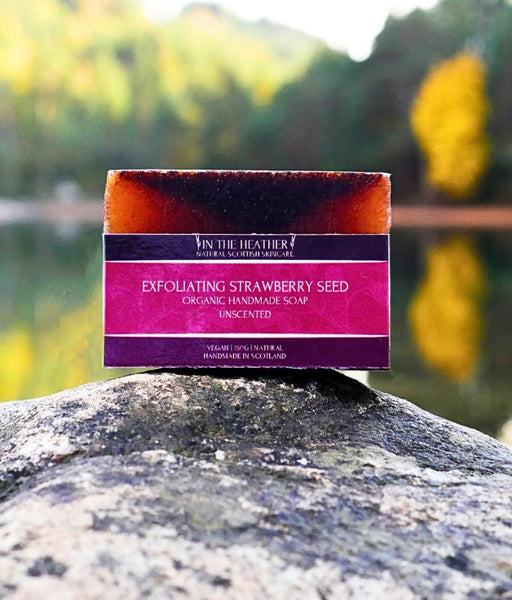 IN THE HEATHER
NATURAL SCOTTISH SKINCARE
EXFOLIATING STRAWBERRY SEED
ORGANIC HANDMADE SOAP
UNSCENTED
VEGAN | 150G | NATURAL
HANDMADE IN SCOTLAND